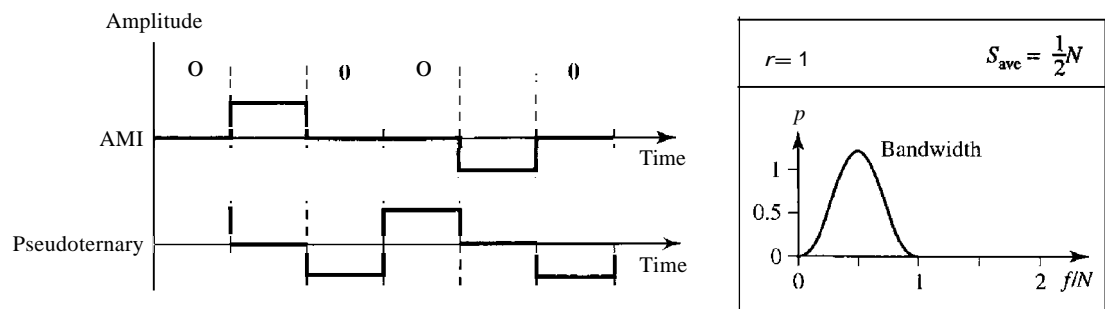 Amplitude
O 0 O 0
AMI
Time
Pseudoternary
Time
r = 1
S_ave = 1/2 N
p
Bandwidth
1
0.5
0
0 1 2 f/N